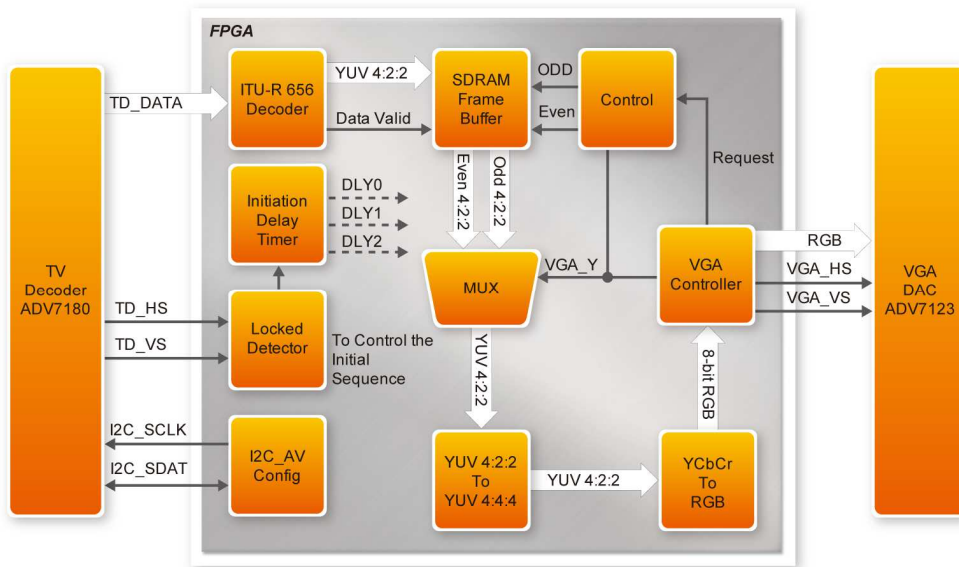 FPGA
TV
Decoder
ADV7180
TD_DATA
ITU-R 656
Decoder
YUV 4:2:2
Data Valid
SDRAM
Frame
Buffer
ODD
Even
Control
Request
Initiation
Delay
Timer
DLY0
DLY1
DLY2
Even 4:2:2
Odd 4:2:2
MUX
VGA_Y
VGA
Controller
RGB
VGA_HS
VGA_VS
VGA
DAC
ADV7123
TD_HS
TD_VS
Locked
Detector
To Control the
Initial
Sequence
YUV 4:2:2
8-bit RGB
I2C_SCLK
I2C_SDAT
I2C_AV
Config
YUV 4:2:2
To
YUV 4:4:4
YUV 4:2:2
YCbCr
To
RGB